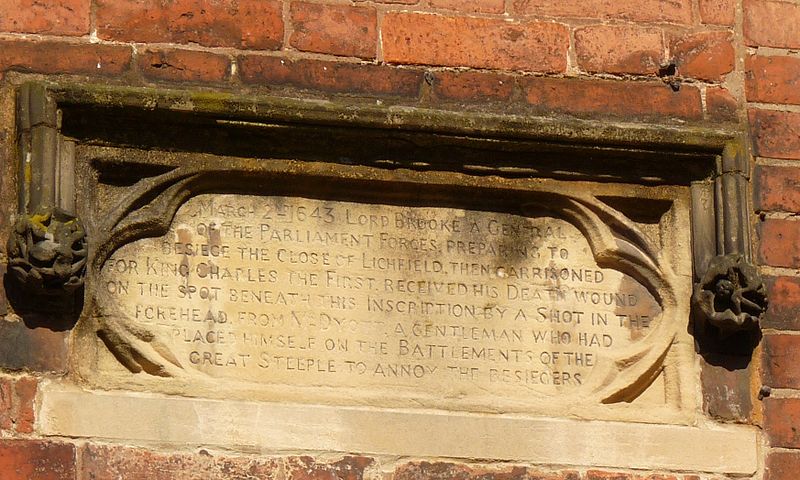 March 2d 1643. Lord Brooke a General
of the Parliament Forces preparing to
besiege the Close of Lichfield, then garrisoned
For King Charles the First, received his Death wound
on the spot beneath this Inscription by a Shot in the
forehead from Mr Dyott a gentleman who had
placed himself on the Battlements of the
great Steeple to annoy the besiegers